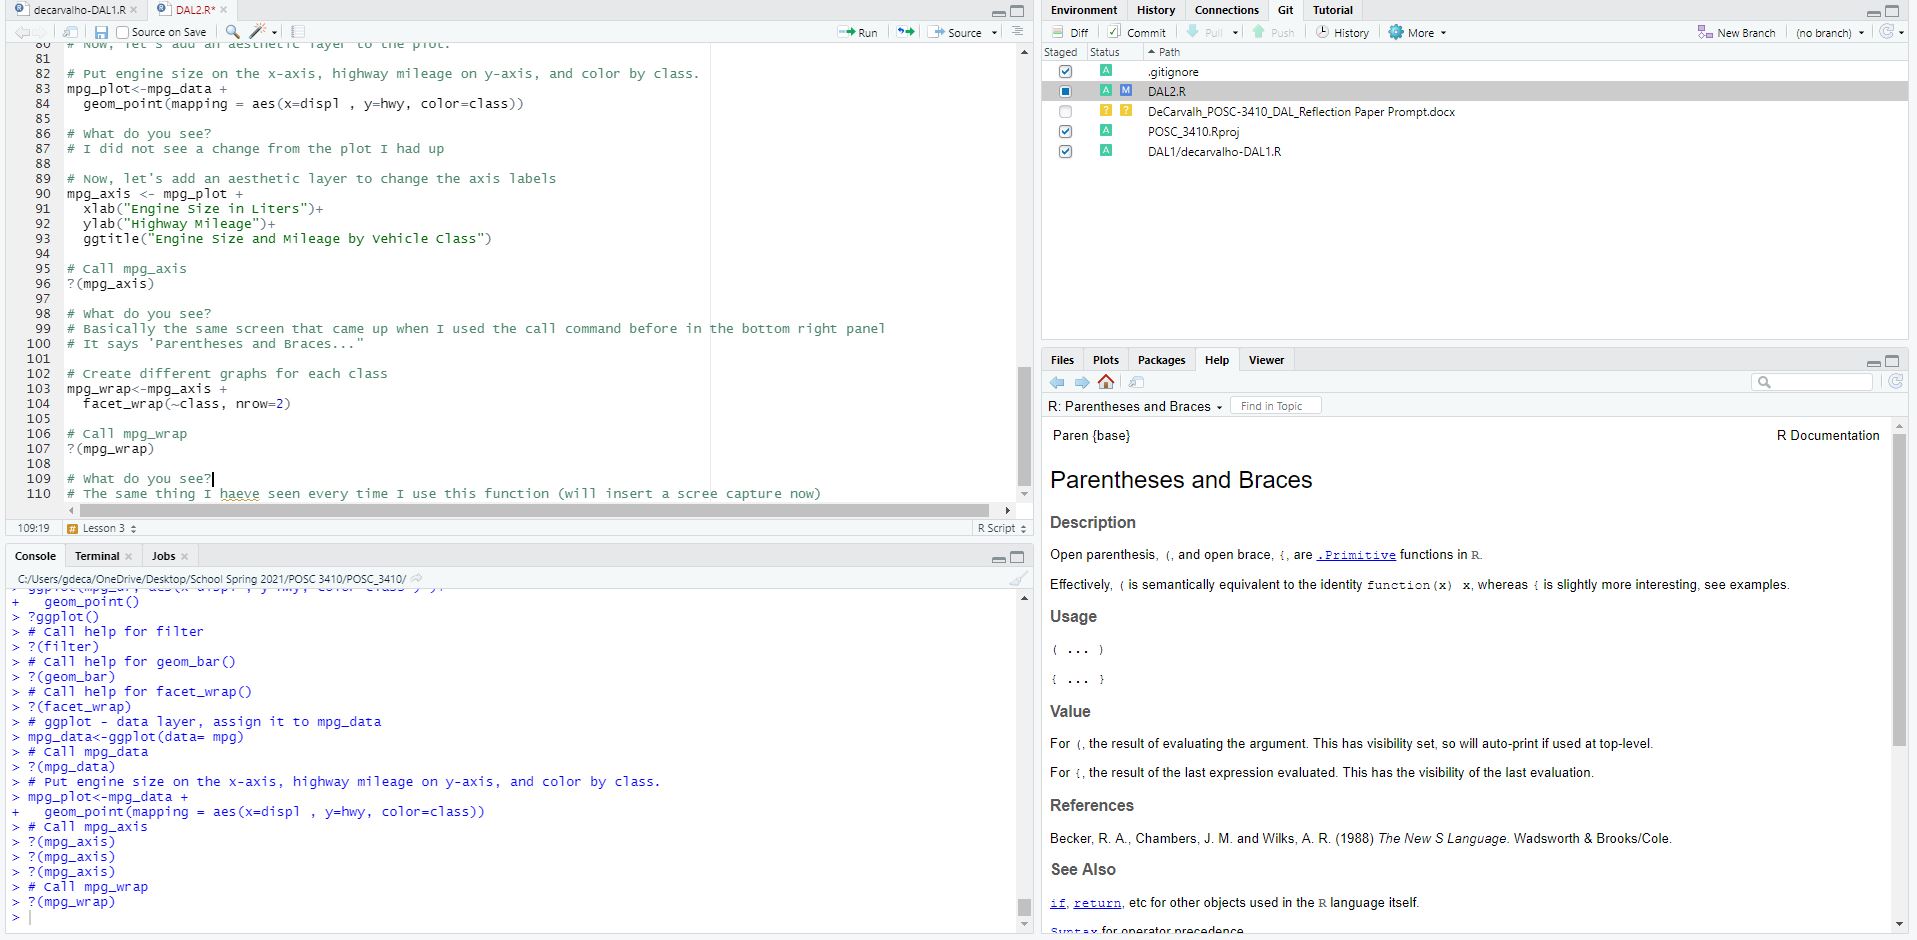 decarvalho-DAL1.R
DAL2.R*
Source on Save
Run
Source
80 # Now, let's add an aesthetic layer to the plot.
81
82 # Put engine size on the x-axis, highway mileage on y-axis, and color by class.
83 mpg_plot<-mpg_data +
84 geom_point(mapping = aes(x=displ , y=hwy, color=class))
85
86 # What do you see?
87 # I did not see a change from the plot I had up
88
89 # Now, let's add an aesthetic layer to change the axis labels
90 mpg_axis <- mpg_plot +
91 xlab("Engine Size in Liters")+
92 ylab("Highway Mileage")+
93 ggtitle("Engine Size and Mileage by Vehicle Class")
94
95 # Call mpg_axis
96 ?(mpg_axis)
97
98 # What do you see?
99 # Basically the same screen that came up when I used the call command before in the bottom right panel
100 # It says 'Parentheses and Braces..."
101
102 # Create different graphs for each class
103 mpg_wrap<-mpg_axis +
104 facet_wrap(~class, nrow=2)
105
106 # Call mpg_wrap
107 ?(mpg_wrap)
108
109 # What do you see?
110 # The same thing I haeve seen every time I use this function (will insert a scree capture now)
109:19
# Lesson 3
R Script
Console Terminal Jobs
C:/Users/gdeca/OneDrive/Desktop/School Spring 2021/POSC 3410/POSC_3410/
+ geom_point()
> ?ggplot()
> # Call help for filter
> ?(filter)
> # Call help for geom_bar()
> ?(geom_bar)
> # Call help for facet_wrap()
> ?(facet_wrap)
> # ggplot - data layer, assign it to mpg_data
> mpg_data<-ggplot(data= mpg)
> # Call mpg_data
> ?(mpg_data)
> # Put engine size on the x-axis, highway mileage on y-axis, and color by class.
> mpg_plot<-mpg_data +
+ geom_point(mapping = aes(x=displ , y=hwy, color=class))
> # Call mpg_axis
> ?(mpg_axis)
> ?(mpg_axis)
> ?(mpg_axis)
> # Call mpg_wrap
> ?(mpg_wrap)
>
Environment History Connections Git Tutorial
Diff Commit Pull Push History More New Branch (no branch)
Staged Status Path
A .gitignore
A M DAL2.R
? ? DeCarvalh_POSC-3410_DAL_Reflection Paper Prompt.docx
A POSC_3410.Rproj
A DAL1/decarvalho-DAL1.R
Files Plots Packages Help Viewer
R: Parentheses and Braces Find in Topic
Paren {base} R Documentation
Parentheses and Braces
Description
Open parenthesis, (, and open brace, {, are .Primitive functions in R.
Effectively, ( is semantically equivalent to the identity function(x) x, whereas { is slightly more interesting, see examples.
Usage
( ... )
{ ... }
Value
For (, the result of evaluating the argument. This has visibility set, so will auto-print if used at top-level.
For {, the result of the last expression evaluated. This has the visibility of the last evaluation.
References
Becker, R. A., Chambers, J. M. and Wilks, A. R. (1988) The New S Language. Wadsworth & Brooks/Cole.
See Also
if, return, etc for other objects used in the R language itself.
Syntax for operator precedence.